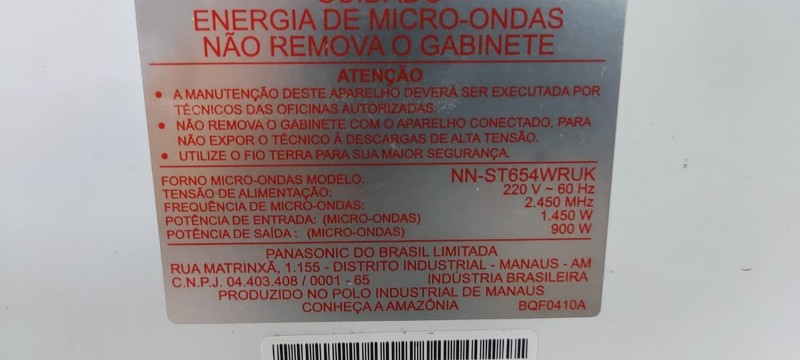 CUIDADO
ENERGIA DE MICRO-ONDAS
NÃO REMOVA O GABINETE
ATENÇÃO
• A MANUTENÇÃO DESTE APARELHO DEVERÁ SER EXECUTADA POR
TÉCNICOS DAS OFICINAS AUTORIZADAS.
• NÃO REMOVA O GABINETE COM O APARELHO CONECTADO, PARA
NÃO EXPOR O TÉCNICO À DESCARGAS DE ALTA TENSÃO.
• UTILIZE O FIO TERRA PARA SUA MAIOR SEGURANÇA.
FORNO MICRO-ONDAS MODELO: NN-ST654WRUK
TENSÃO DE ALIMENTAÇÃO: 220 V ~ 60 Hz
FREQUÊNCIA DE MICRO-ONDAS: 2.450 MHz
POTÊNCIA DE ENTRADA: (MICRO-ONDAS) 1.450 W
POTÊNCIA DE SAÍDA : (MICRO-ONDAS) 900 W
PANASONIC DO BRASIL LIMITADA
RUA MATRINXÃ, 1.155 - DISTRITO INDUSTRIAL - MANAUS - AM
C.N.P.J. 04.403.408 / 0001 - 65 INDÚSTRIA BRASILEIRA
PRODUZIDO NO POLO INDUSTRIAL DE MANAUS
CONHEÇA A AMAZÔNIA BQF0410A